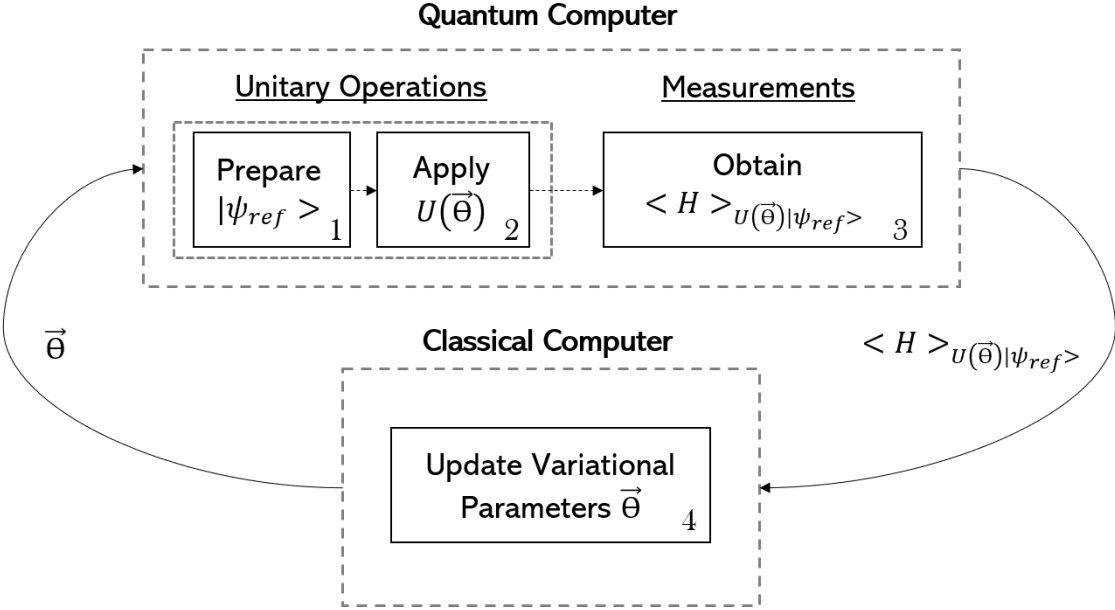 Quantum Computer
Unitary Operations
Measurements
Prepare
|ψ_ref >
1
Apply
U(Θ⃗)
2
Obtain
< H >_U(Θ⃗)|ψ_ref>
3
Θ⃗
Classical Computer
< H >_U(Θ⃗)|ψ_ref>
Update Variational
Parameters Θ⃗
4